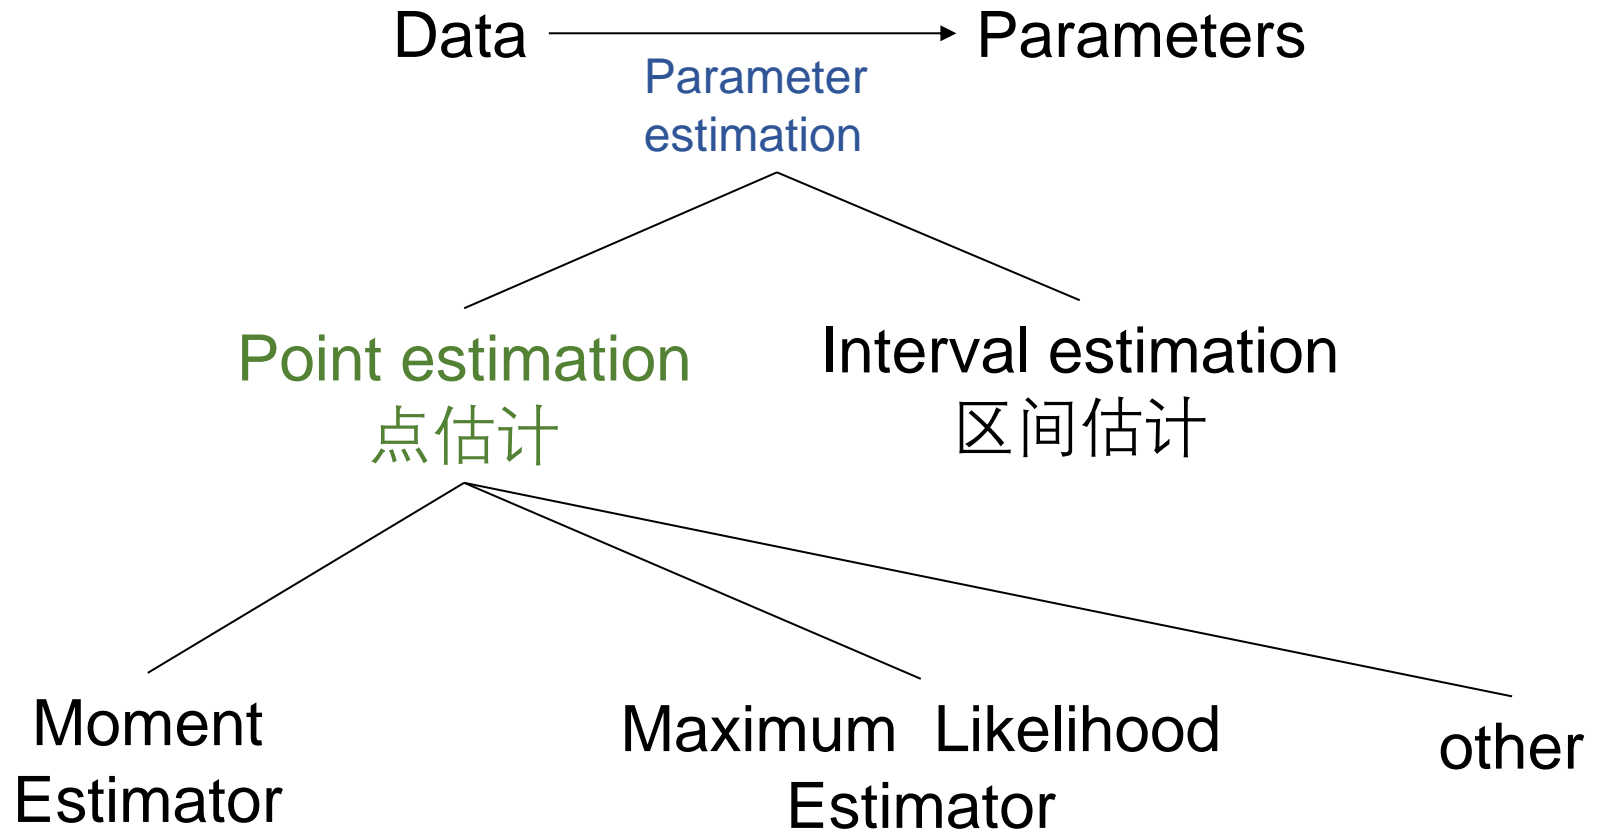 Data
Parameters
Parameter
estimation
Point estimation
点估计
Interval estimation
区间估计
Moment
Estimator
Maximum Likelihood
Estimator
other